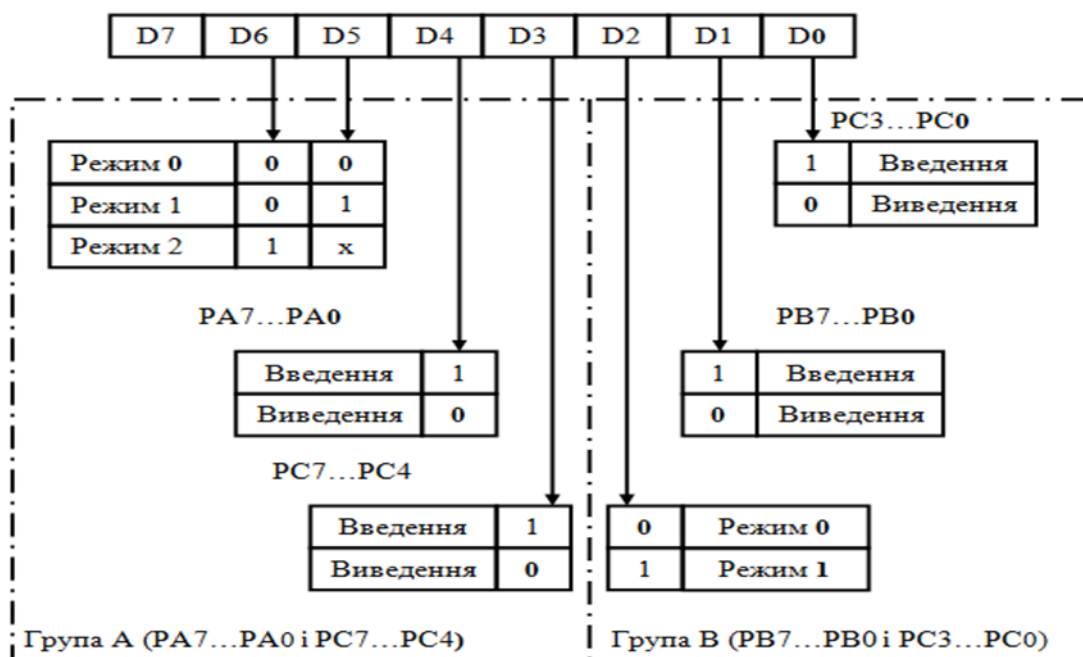 D7 D6 D5 D4 D3 D2 D1 D0
PC3...PC0
1 Введення
0 Виведення
Режим 0 0 0
Режим 1 0 1
Режим 2 1 x
PA7...PA0
Введення 1
Виведення 0
PB7...PB0
1 Введення
0 Виведення
PC7...PC4
Введення 1
Виведення 0
0 Режим 0
1 Режим 1
Група А (PA7...PA0 і PC7...PC4)
Група В (PB7...PB0 і PC3...PC0)